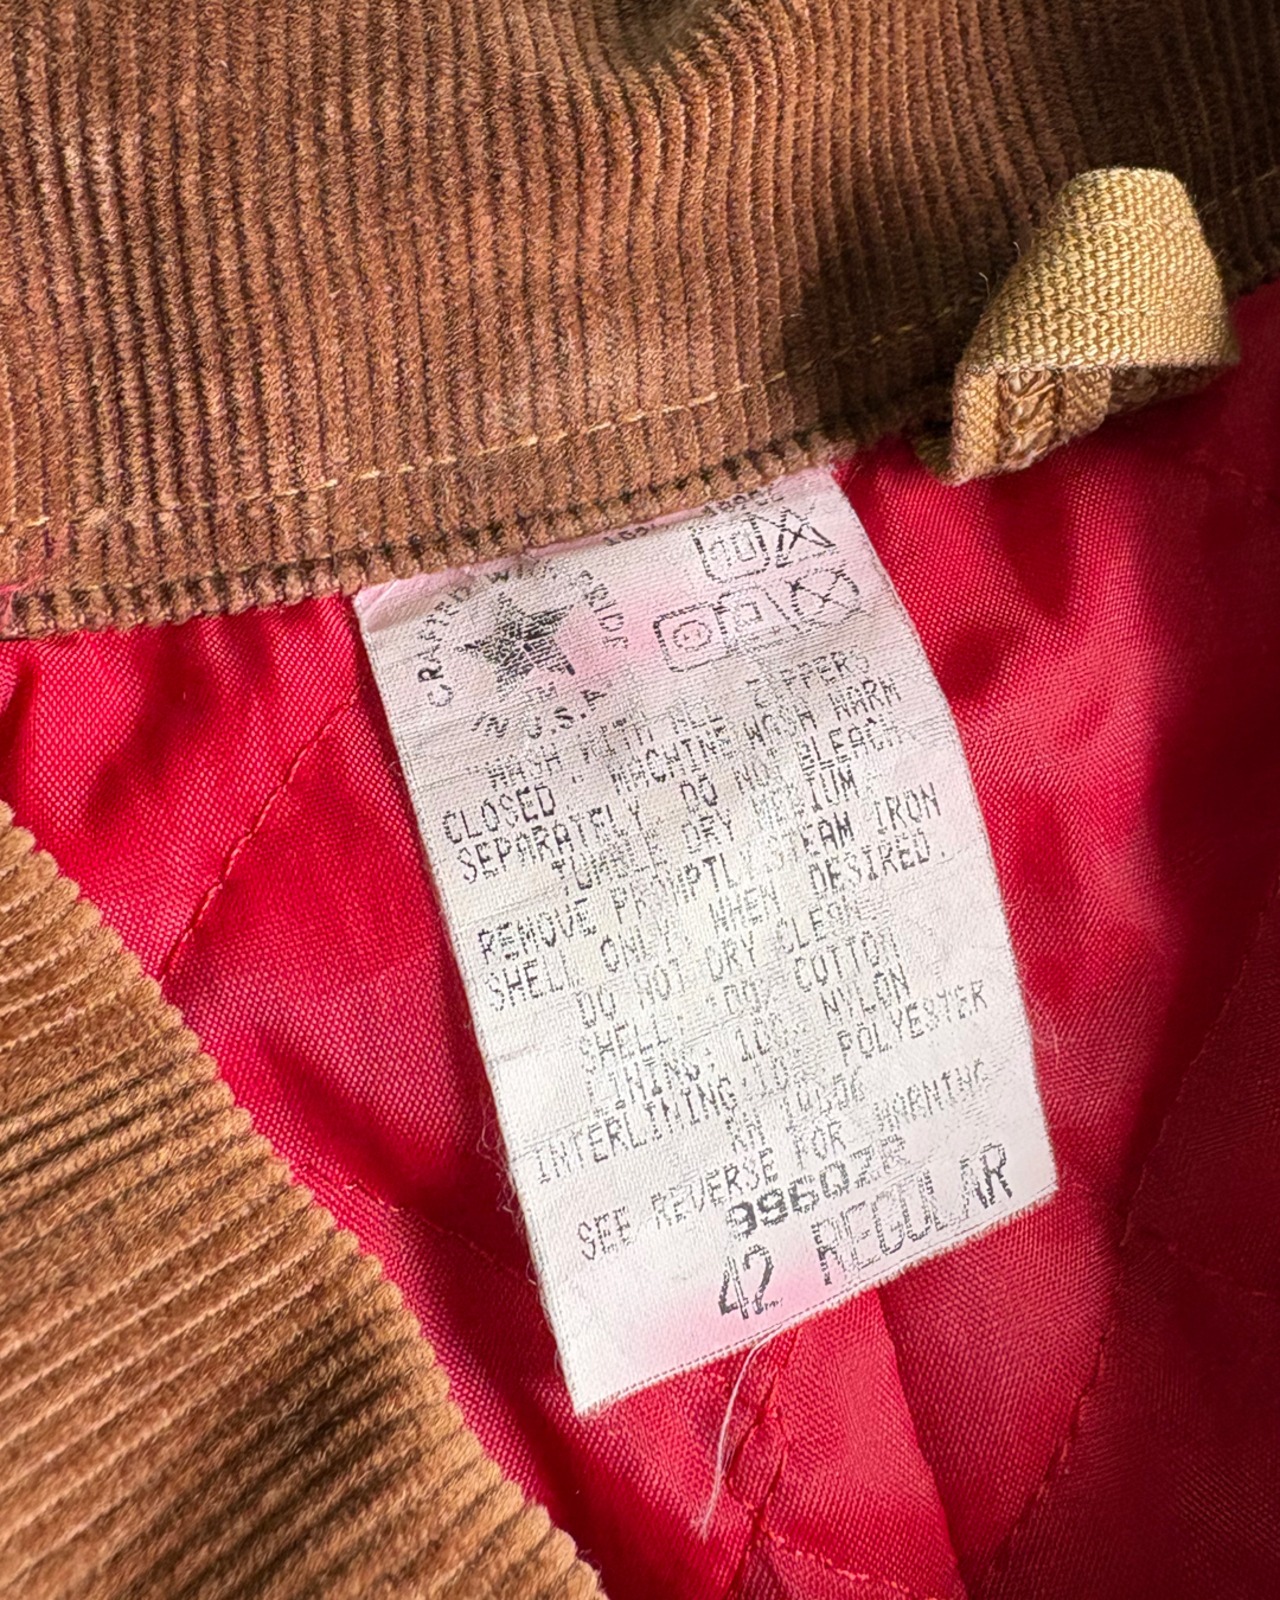 CRAFTED WITH PRIDE
IN U.S.A.
WASH WITH ALL ZIPPERS
CLOSED. MACHINE WASH WARM
SEPARATELY. DO NOT BLEACH
TUMBLE DRY MEDIUM.
REMOVE PROMPTLY. STEAM IRON
SHELL ONLY, WHEN DESIRED.
DO NOT DRY CLEAN
SHELL: 100% COTTON
LINING: 100% NYLON
INTERLINING: 100% POLYESTER
RN
SEE REVERSE FOR WARNING
996QZR
42 REGULAR